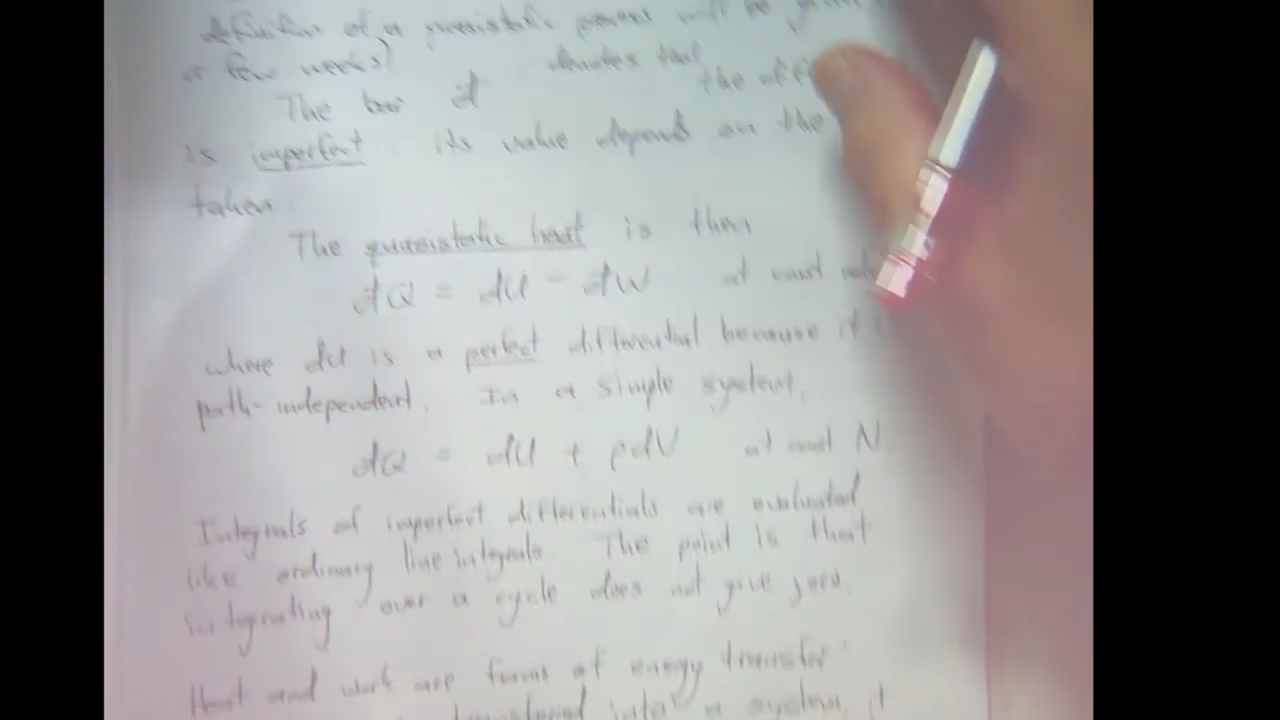 definition of a quasistatic process will be given
a few weeks)
The bar đ denotes that the diff
is imperfect: its value depends on the
taken
The quasistatic heat is then
đQ = dU - đW at const
where dU is a perfect differential because it
path-independent. In a simple system,
đQ = dU + pdV at const N
Integrals of imperfect differentials are evaluated
like ordinary line integrals. The point is that
integrating over a cycle does not give zero.
Heat and work are forms of energy transfer:
transferred into a system, it